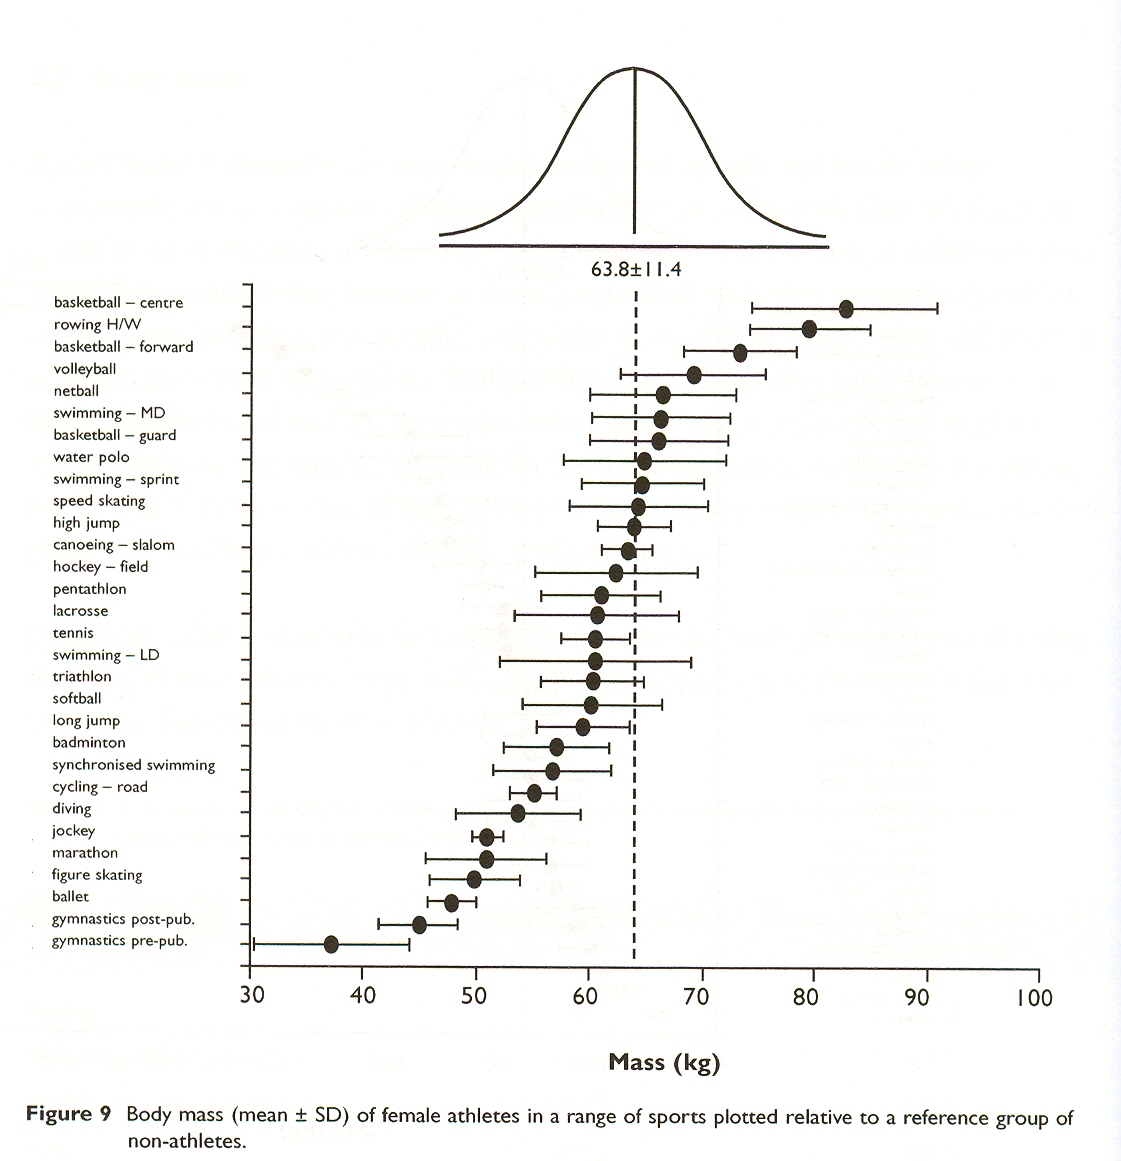 63.8±11.4
basketball – centre
rowing H/W
basketball – forward
volleyball
netball
swimming – MD
basketball – guard
water polo
swimming – sprint
speed skating
high jump
canoeing – slalom
hockey – field
pentathlon
lacrosse
tennis
swimming – LD
triathlon
softball
long jump
badminton
synchronised swimming
cycling – road
diving
jockey
marathon
figure skating
ballet
gymnastics post-pub.
gymnastics pre-pub.
30 40 50 60 70 80 90 100
Mass (kg)
Figure 9 Body mass (mean ± SD) of female athletes in a range of sports plotted relative to a reference group of
non-athletes.